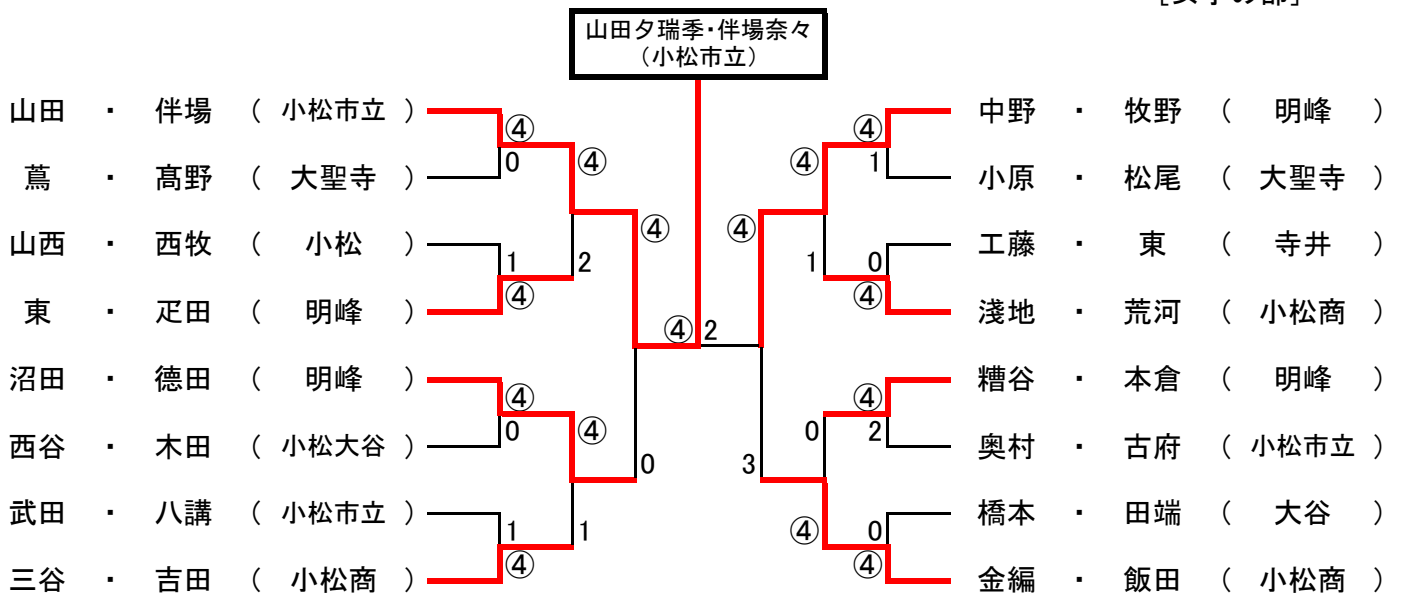 [女子の部]
山田夕瑞季・伴場奈々
（小松市立）
山田 ・ 伴場 （ 小松市立 ）
蔦 ・ 髙野 （ 大聖寺 ）
山西 ・ 西牧 （ 小松 ）
東 ・ 疋田 （ 明峰 ）
沼田 ・ 德田 （ 明峰 ）
西谷 ・ 木田 （ 小松大谷 ）
武田 ・ 八講 （ 小松市立 ）
三谷 ・ 吉田 （ 小松商 ）
④
0
1
④
④
0
1
④
④
2
④
1
④
0
④ 2
④
3
④
1
0
④
④
1
0
④
④
2
0
④
中野 ・ 牧野 （ 明峰 ）
小原 ・ 松尾 （ 大聖寺 ）
工藤 ・ 東 （ 寺井 ）
淺地 ・ 荒河 （ 小松商 ）
糟谷 ・ 本倉 （ 明峰 ）
奥村 ・ 古府 （ 小松市立 ）
橋本 ・ 田端 （ 大谷 ）
金編 ・ 飯田 （ 小松商 ）